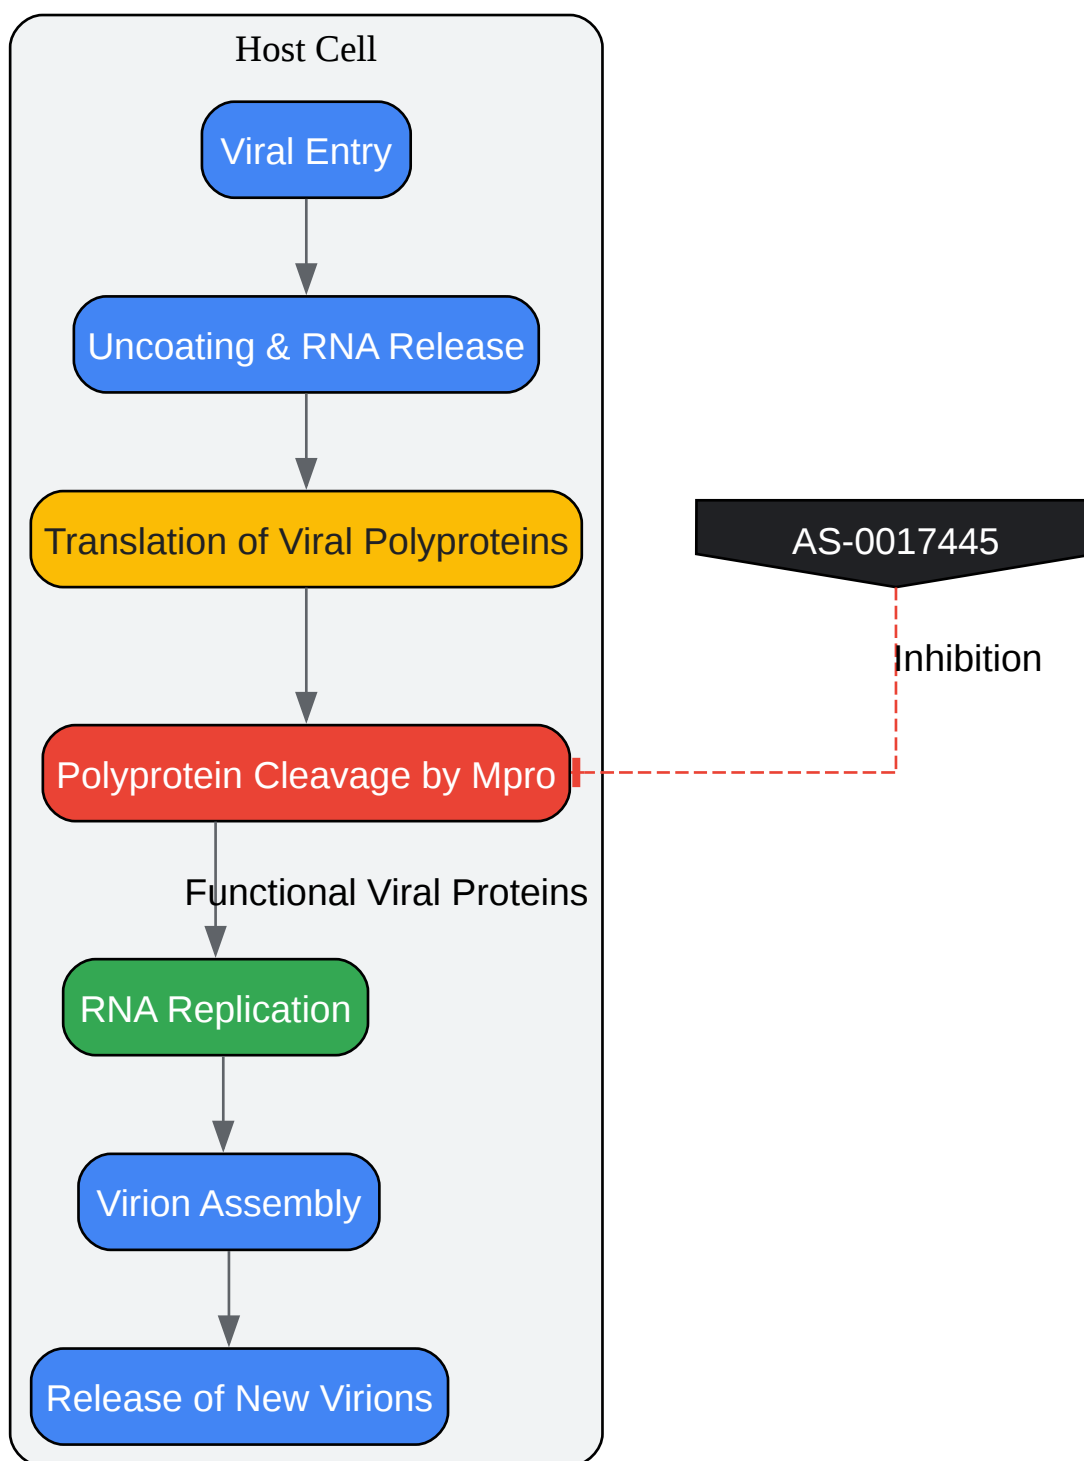 Host Cell
Viral Entry
Uncoating & RNA Release
Translation of Viral Polyproteins
AS-0017445
Inhibition
Polyprotein Cleavage by Mpro
Functional Viral Proteins
RNA Replication
Virion Assembly
Release of New Virions